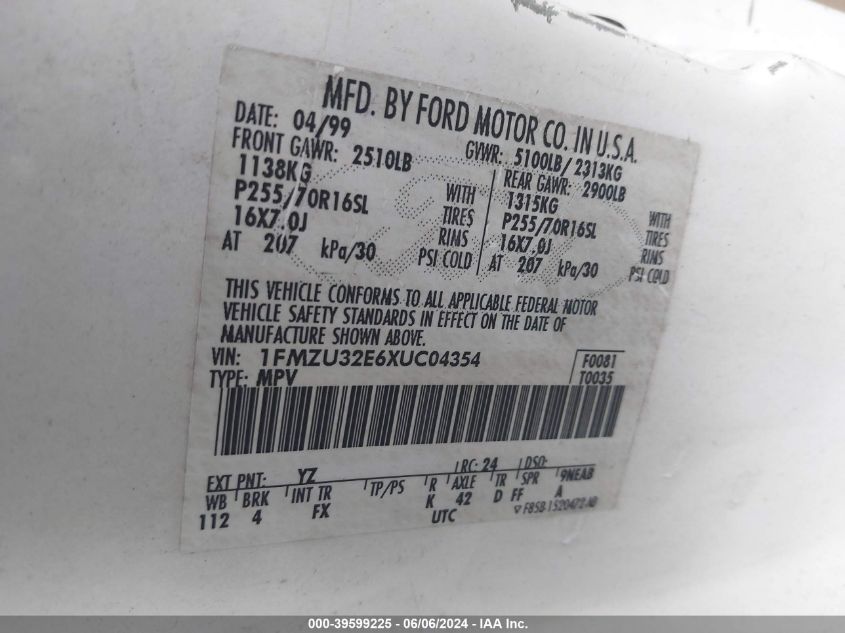 MFD. BY FORD MOTOR CO. IN U.S.A.
DATE: 04/99 GVWR: 5100LB/ 2313KG
FRONT GAWR: 2510LB REAR GAWR: 2900LB
1138KG WITH 1315KG WITH
P255/70R16SL TIRES P255/70R16SL TIRES
16X7.0J RIMS 16X7.0J RIMS
AT 207 kPa/30 PSI COLD AT 207 kPa/30 PSI COLD
THIS VEHICLE CONFORMS TO ALL APPLICABLE FEDERAL MOTOR
VEHICLE SAFETY STANDARDS IN EFFECT ON THE DATE OF
MANUFACTURE SHOWN ABOVE.
VIN: 1FMZU32E6XUC04354 F0081
TYPE: MPV T0035
EXT PNT: YZ RC: 24 DSO:
WB BRK INT TR TP/PS R AXLE TR SPR 9NEAB
112 4 FX K 42 D FF A
UTC ▽ F85B-1520472-AB
000-39599225 - 06/06/2024 - IAA Inc.